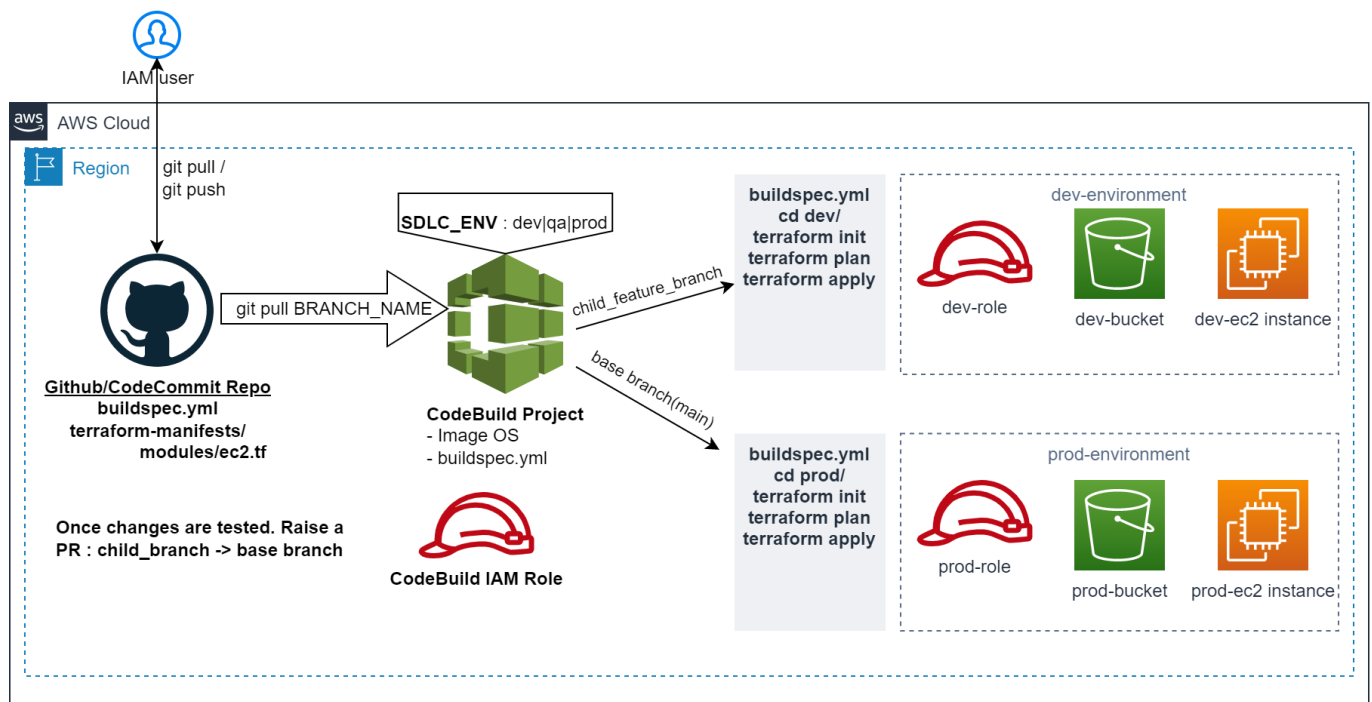 IAM user
aws
AWS Cloud
Region
git pull /
git push
SDLC_ENV : dev|qa|prod
git pull BRANCH_NAME
Github/CodeCommit Repo
buildspec.yml
terraform-manifests/
modules/ec2.tf
CodeBuild Project
- Image OS
- buildspec.yml
Once changes are tested. Raise a
PR : child_branch -> base branch
CodeBuild IAM Role
child_feature_branch
base branch(main)
buildspec.yml
cd dev/
terraform init
terraform plan
terraform apply
dev-environment
dev-role
dev-bucket
dev-ec2 instance
buildspec.yml
cd prod/
terraform init
terraform plan
terraform apply
prod-environment
prod-role
prod-bucket
prod-ec2 instance